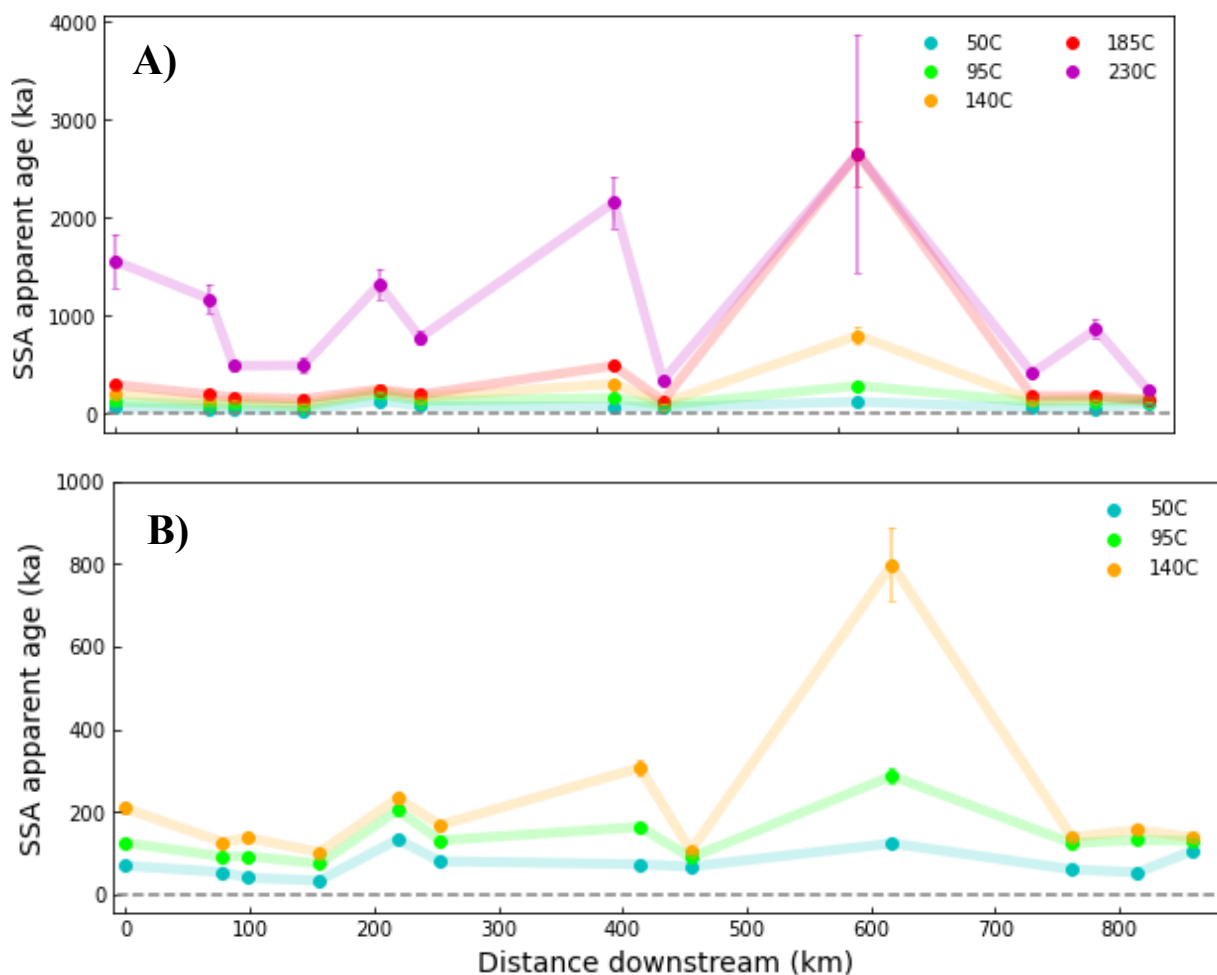 A)
SSA apparent age (ka)
4000
3000
2000
1000
0
50C
95C
140C
185C
230C
B)
SSA apparent age (ka)
1000
800
600
400
200
0
50C
95C
140C
0 100 200 300 400 500 600 700 800
Distance downstream (km)